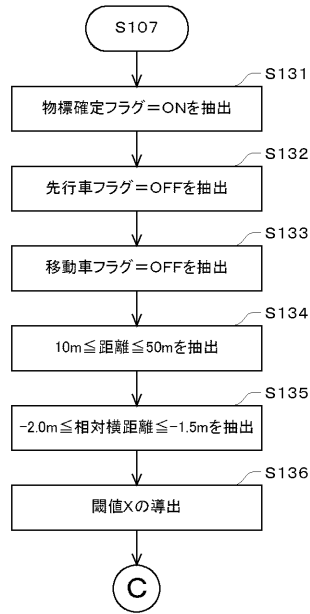 S107
S131
物標確定フラグ=ONを抽出
S132
先行車フラグ=OFFを抽出
S133
移動車フラグ=OFFを抽出
S134
10m≦距離≦50mを抽出
S135
-2.0m≦相対横距離≦-1.5mを抽出
S136
閾値Xの導出
C